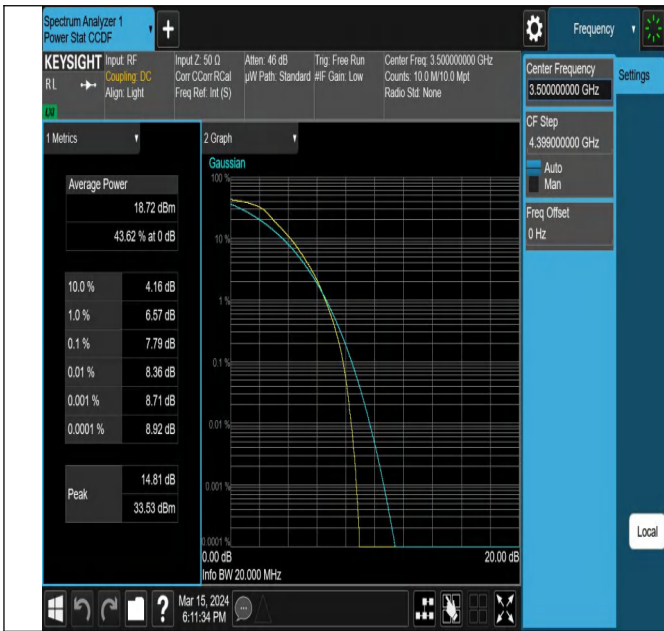 Spectrum Analyzer 1
Power Stat CCDF
Frequency
KEYSIGHT
RL
LXI
Input: RF
Coupling: DC
Align: Light
Input Z: 50 Ω
Corr CCorr RCal
Freq Ref: Int (S)
Atten: 46 dB
µW Path: Standard
Trig: Free Run
#IF Gain: Low
Center Freq: 3.500000000 GHz
Counts: 10.0 M/10.0 Mpt
Radio Std: None
Center Frequency
3.500000000 GHz
Settings
CF Step
4.399000000 GHz
Auto
Man
Freq Offset
0 Hz
1 Metrics
Average Power
18.72 dBm
43.62 % at 0 dB
10.0 % 4.16 dB
1.0 % 6.57 dB
0.1 % 7.79 dB
0.01 % 8.36 dB
0.001 % 8.71 dB
0.0001 % 8.92 dB
Peak
14.81 dB
33.53 dBm
2 Graph
Gaussian
100 %
10 %
1 %
0.1 %
0.01 %
0.001 %
0.0001 %
0.00 dB 20.00 dB
Info BW 20.000 MHz
Local
?
Mar 15, 2024
6:11:34 PM